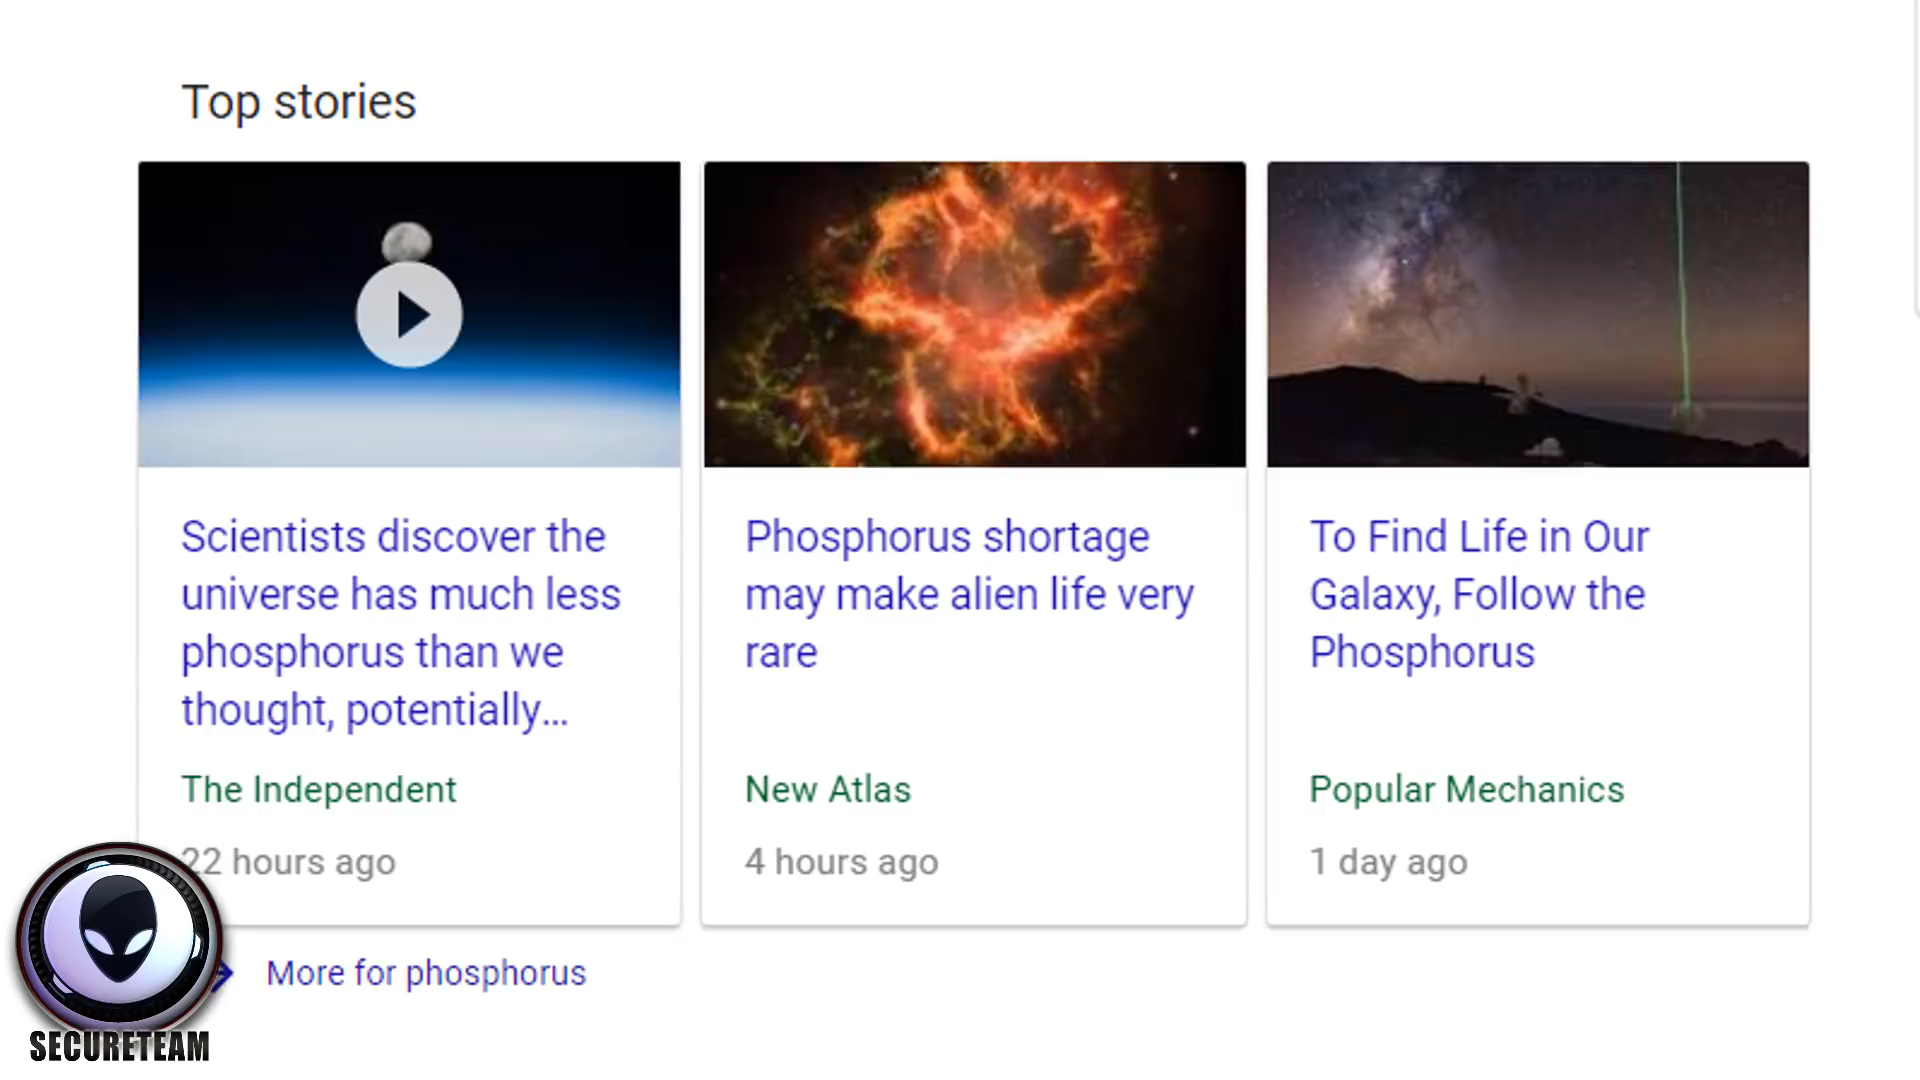 Top stories
Scientists discover the
universe has much less
phosphorus than we
thought, potentially...
The Independent
22 hours ago
Phosphorus shortage
may make alien life very
rare
New Atlas
4 hours ago
To Find Life in Our
Galaxy, Follow the
Phosphorus
Popular Mechanics
1 day ago
More for phosphorus
SECURETEAM